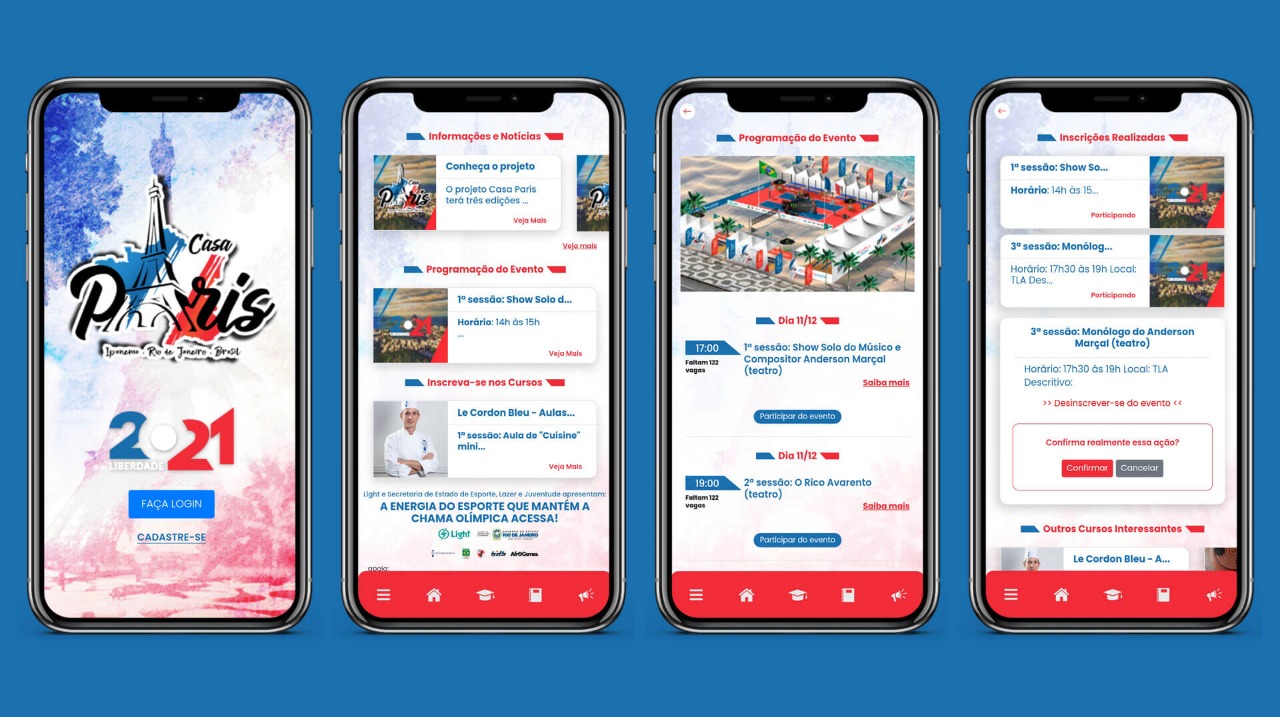 Casa
Paris
Ipanema . Rio de Janeiro . Brasil
2021
LIBERDADE
FAÇA LOGIN
CADASTRE-SE
Informações e Notícias
Conheça o projeto
O projeto Casa Paris
terá três edições ...
Veja Mais
Veja mais
Programação do Evento
1ª sessão: Show Solo d...
Horário: 14h às 15h
...
Veja Mais
Inscreva-se nos Cursos
Le Cordon Bleu - Aulas...
1ª sessão: Aula de "Cuisine"
mini...
Veja Mais
Light e Secretaria de Estado de Esporte, Lazer e Juventude apresentam:
A ENERGIA DO ESPORTE QUE MANTÉM A
CHAMA OLÍMPICA ACESSA!
Light
RIO DE JANEIRO
AfroGames.
apoio:
Programação do Evento
Dia 11/12
17:00
Faltam 122
vagas
1ª sessão: Show Solo do Músico e
Compositor Anderson Marçal
(teatro)
Saiba mais
Participar do evento
Dia 11/12
19:00
Faltam 122
vagas
2ª sessão: O Rico Avarento
(teatro)
Saiba mais
Participar do evento
Inscrições Realizadas
1ª sessão: Show So...
Horário: 14h às 15...
Participando
21
3ª sessão: Monólog...
Horário: 17h30 às 19h Local:
TLA Des...
Participando
21
3ª sessão: Monólogo do Anderson
Marçal (teatro)
Horário: 17h30 às 19h Local: TLA
Descritivo:
>> Desinscrever-se do evento <<
Confirma realmente essa ação?
Confirmar
Cancelar
Outros Cursos Interessantes
Le Cordon Bleu - A...